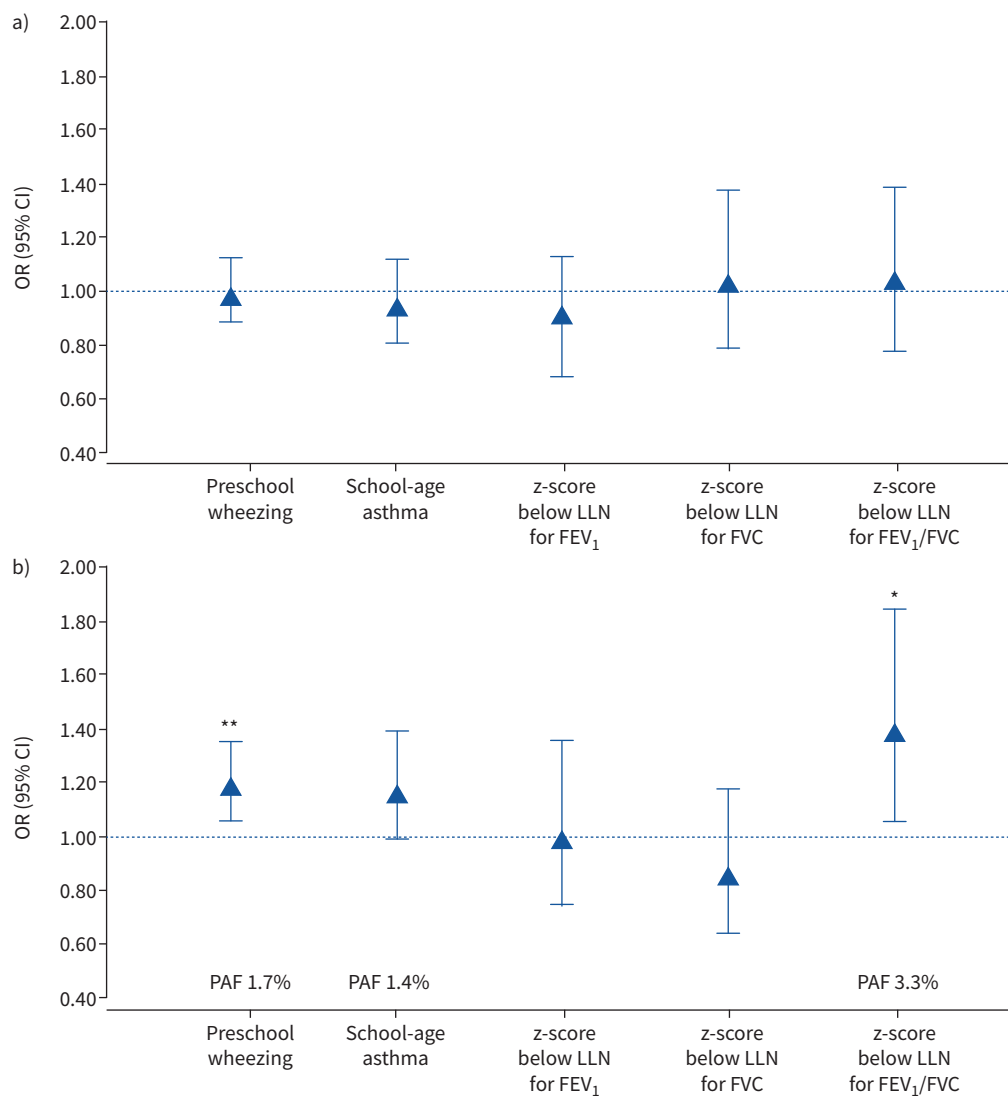 a)
2.00
1.80
1.60
1.40
1.20
1.00
0.80
0.60
0.40
OR (95% CI)
Preschool
wheezing
School-age
asthma
z-score
below LLN
for FEV₁
z-score
below LLN
for FVC
z-score
below LLN
for FEV₁/FVC
b)
2.00
1.80
1.60
1.40
1.20
1.00
0.80
0.60
0.40
OR (95% CI)
**
*
PAF 1.7%
PAF 1.4%
PAF 3.3%
Preschool
wheezing
School-age
asthma
z-score
below LLN
for FEV₁
z-score
below LLN
for FVC
z-score
below LLN
for FEV₁/FVC